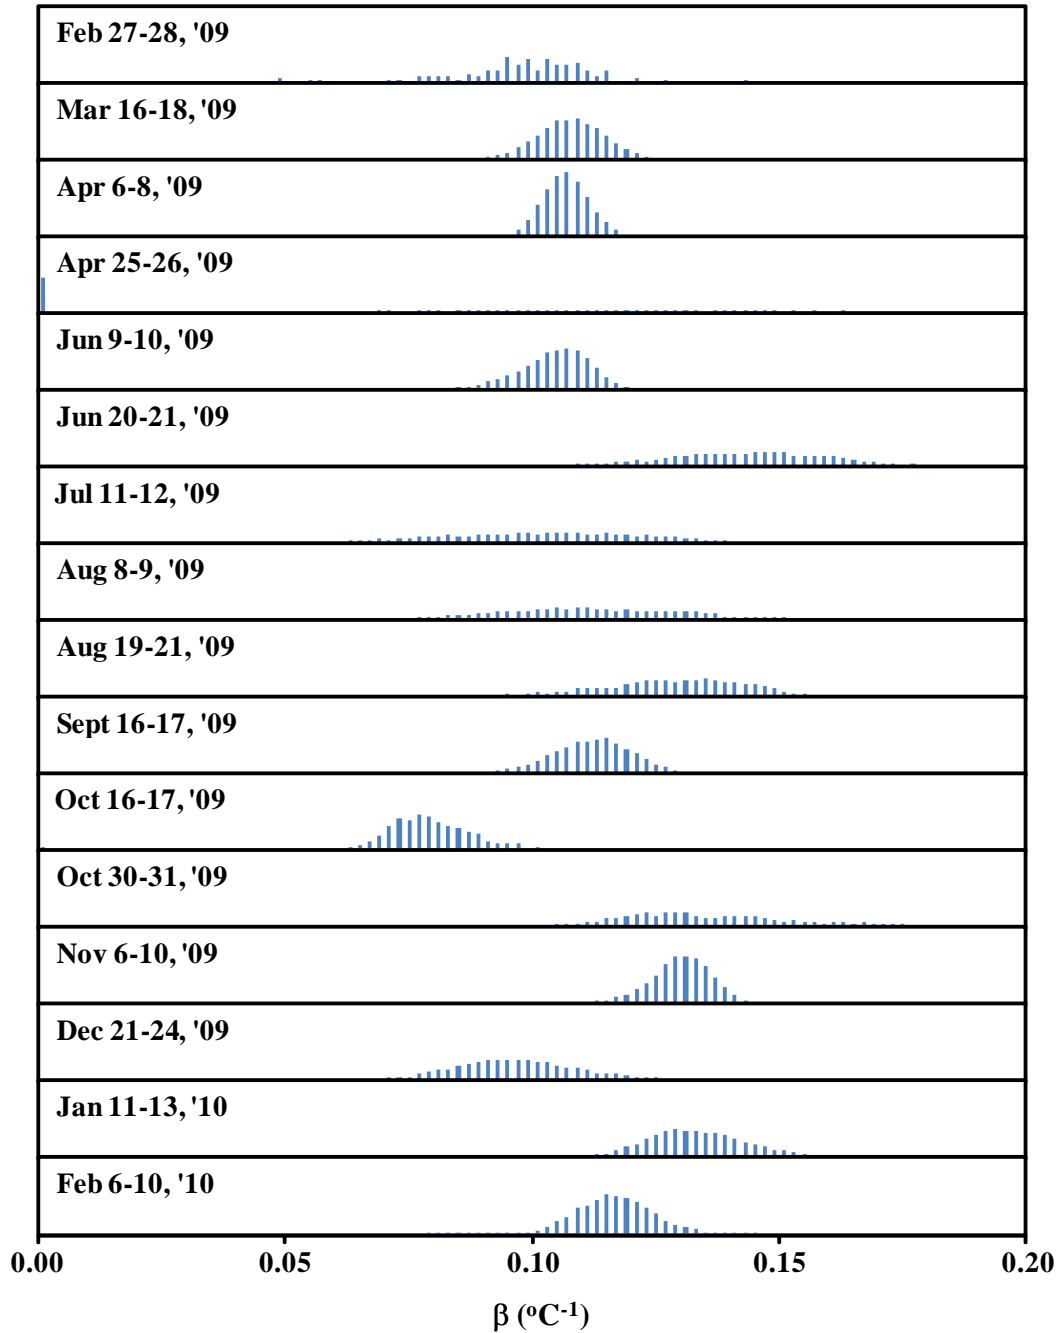 Feb 27-28, '09
Mar 16-18, '09
Apr 6-8, '09
Apr 25-26, '09
Jun 9-10, '09
Jun 20-21, '09
Jul 11-12, '09
Aug 8-9, '09
Aug 19-21, '09
Sept 16-17, '09
Oct 16-17, '09
Oct 30-31, '09
Nov 6-10, '09
Dec 21-24, '09
Jan 11-13, '10
Feb 6-10, '10
0.00 0.05 0.10 0.15 0.20
β (ºC⁻¹)